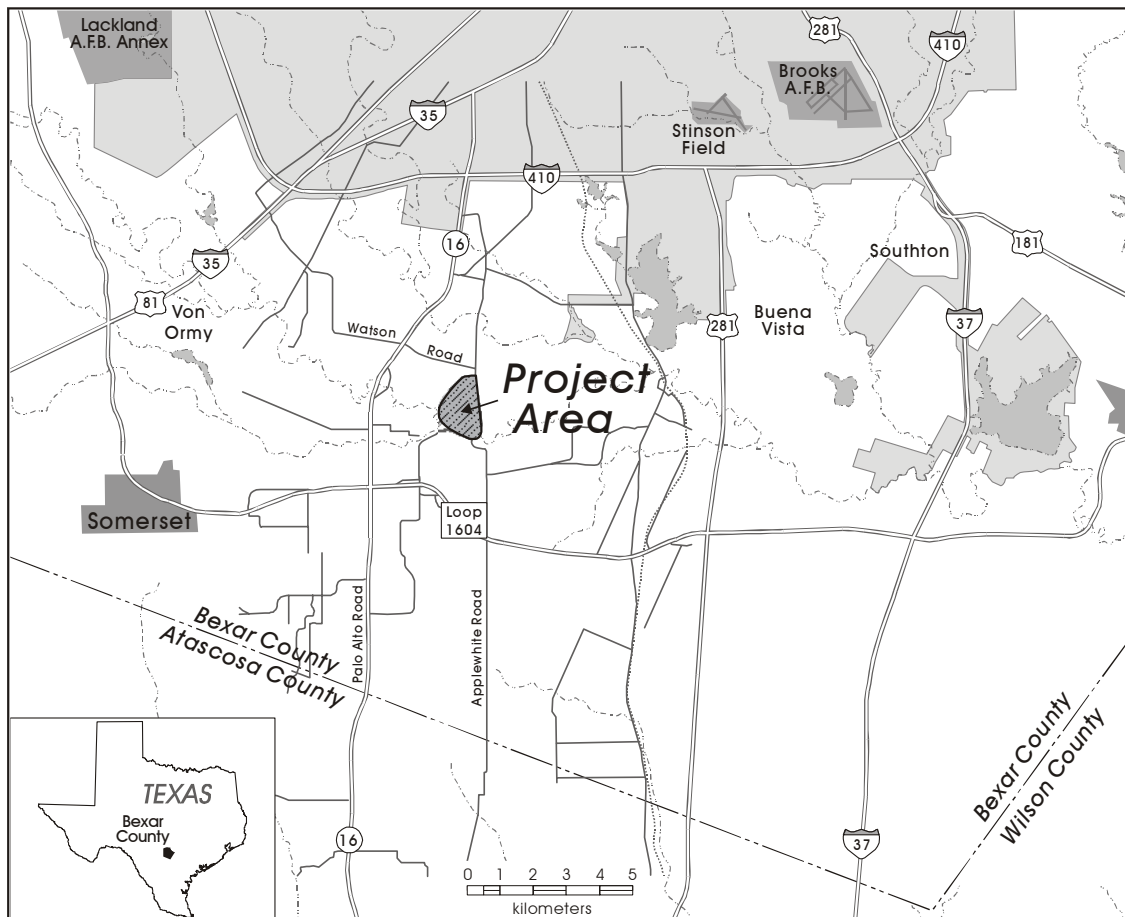 Lackland
A.F.B. Annex
281
410
Brooks
A.F.B.
35
Stinson
Field
410
16
Southton
181
35
81
Von
Ormy
281
Buena
Vista
37
Watson
Road
Project
Area
Somerset
Loop
1604
Palo Alto Road
Applewhite Road
Bexar County
Atascosa County
Bexar County
Wilson County
TEXAS
Bexar
County
16
37
0 1 2 3 4 5
kilometers